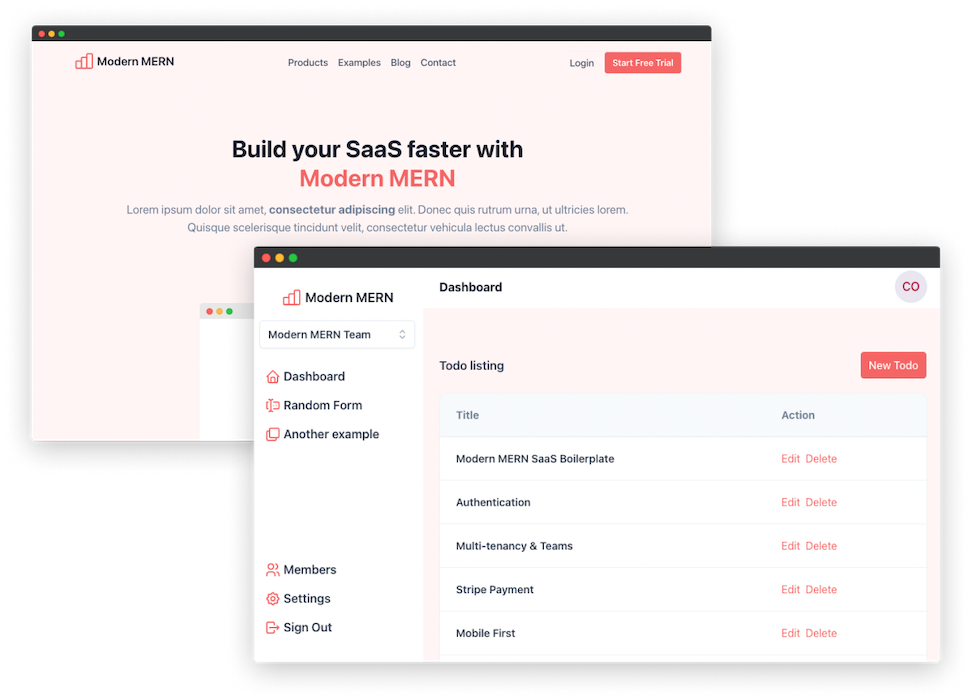 Modern MERN
Products Examples Blog Contact
Login Start Free Trial
Build your SaaS faster with
Modern MERN
Lorem ipsum dolor sit amet, consectetur adipiscing elit. Donec quis rutrum urna, ut ultricies lorem.
Quisque scelerisque tincidunt velit, consectetur vehicula lectus convallis ut.
Modern MERN
Modern MERN Team
Dashboard
Random Form
Another example
Members
Settings
Sign Out
Dashboard
CO
Todo listing
New Todo
Title Action
Modern MERN SaaS Boilerplate Edit Delete
Authentication Edit Delete
Multi-tenancy & Teams Edit Delete
Stripe Payment Edit Delete
Mobile First Edit Delete